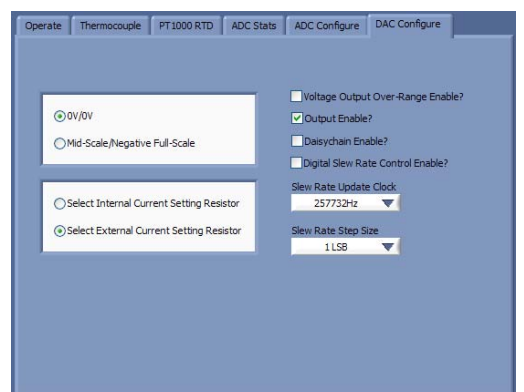 Operate Thermocouple PT1000 RTD ADC Stats ADC Configure DAC Configure
0V/0V
Mid-Scale/Negative Full-Scale
Select Internal Current Setting Resistor
Select External Current Setting Resistor
Voltage Output Over-Range Enable?
Output Enable?
Daisychain Enable?
Digital Slew Rate Control Enable?
Slew Rate Update Clock
257732Hz
Slew Rate Step Size
1 LSB